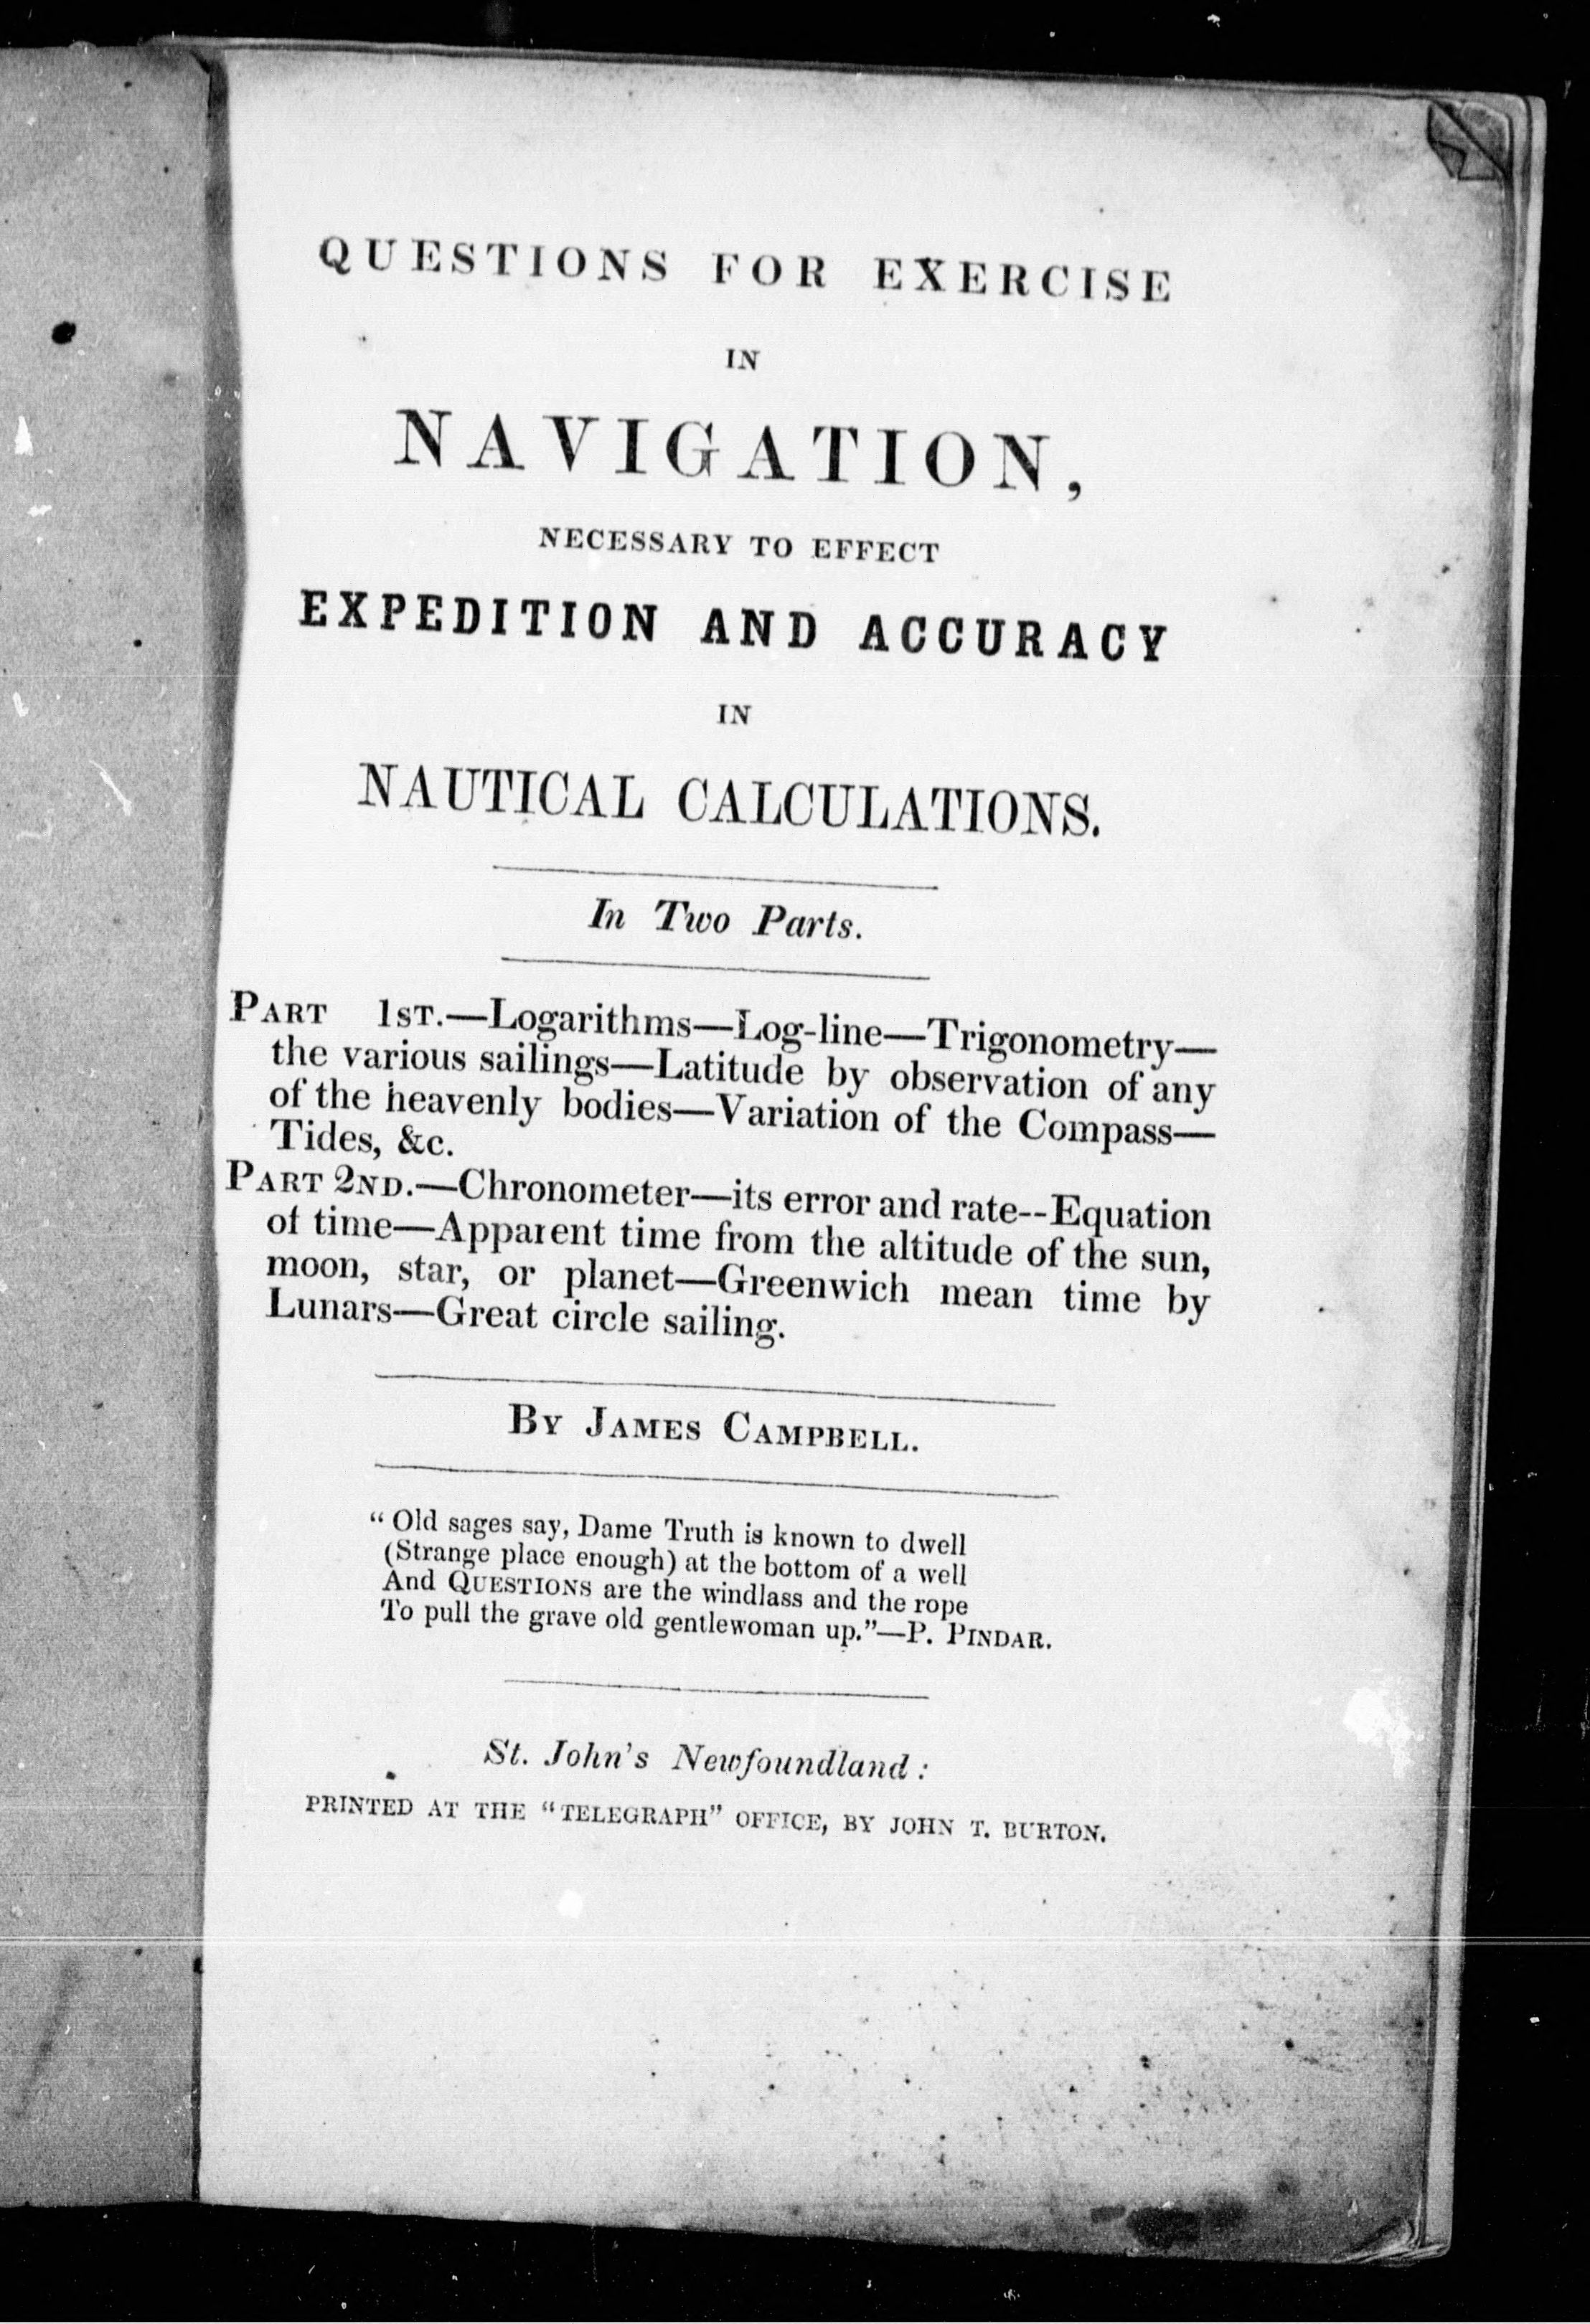 QUESTIONS FOR EXERCISE
IN
NAVIGATION,
NECESSARY TO EFFECT
EXPEDITION AND ACCURACY
IN
NAUTICAL CALCULATIONS.
In Two Parts.
PART 1ST.—Logarithms—Log-line—Trigonometry—
the various sailings—Latitude by observation of any
of the heavenly bodies—Variation of the Compass—
Tides, &c.
PART 2ND.—Chronometer—its error and rate--Equation
of time—Apparent time from the altitude of the sun,
moon, star, or planet—Greenwich mean time by
Lunars—Great circle sailing.
BY JAMES CAMPBELL.
“Old sages say, Dame Truth is known to dwell
(Strange place enough) at the bottom of a well
And QUESTIONS are the windlass and the rope
To pull the grave old gentlewoman up.”—P. PINDAR.
St. John's Newfoundland:
PRINTED AT THE “TELEGRAPH” OFFICE, BY JOHN T. BURTON.